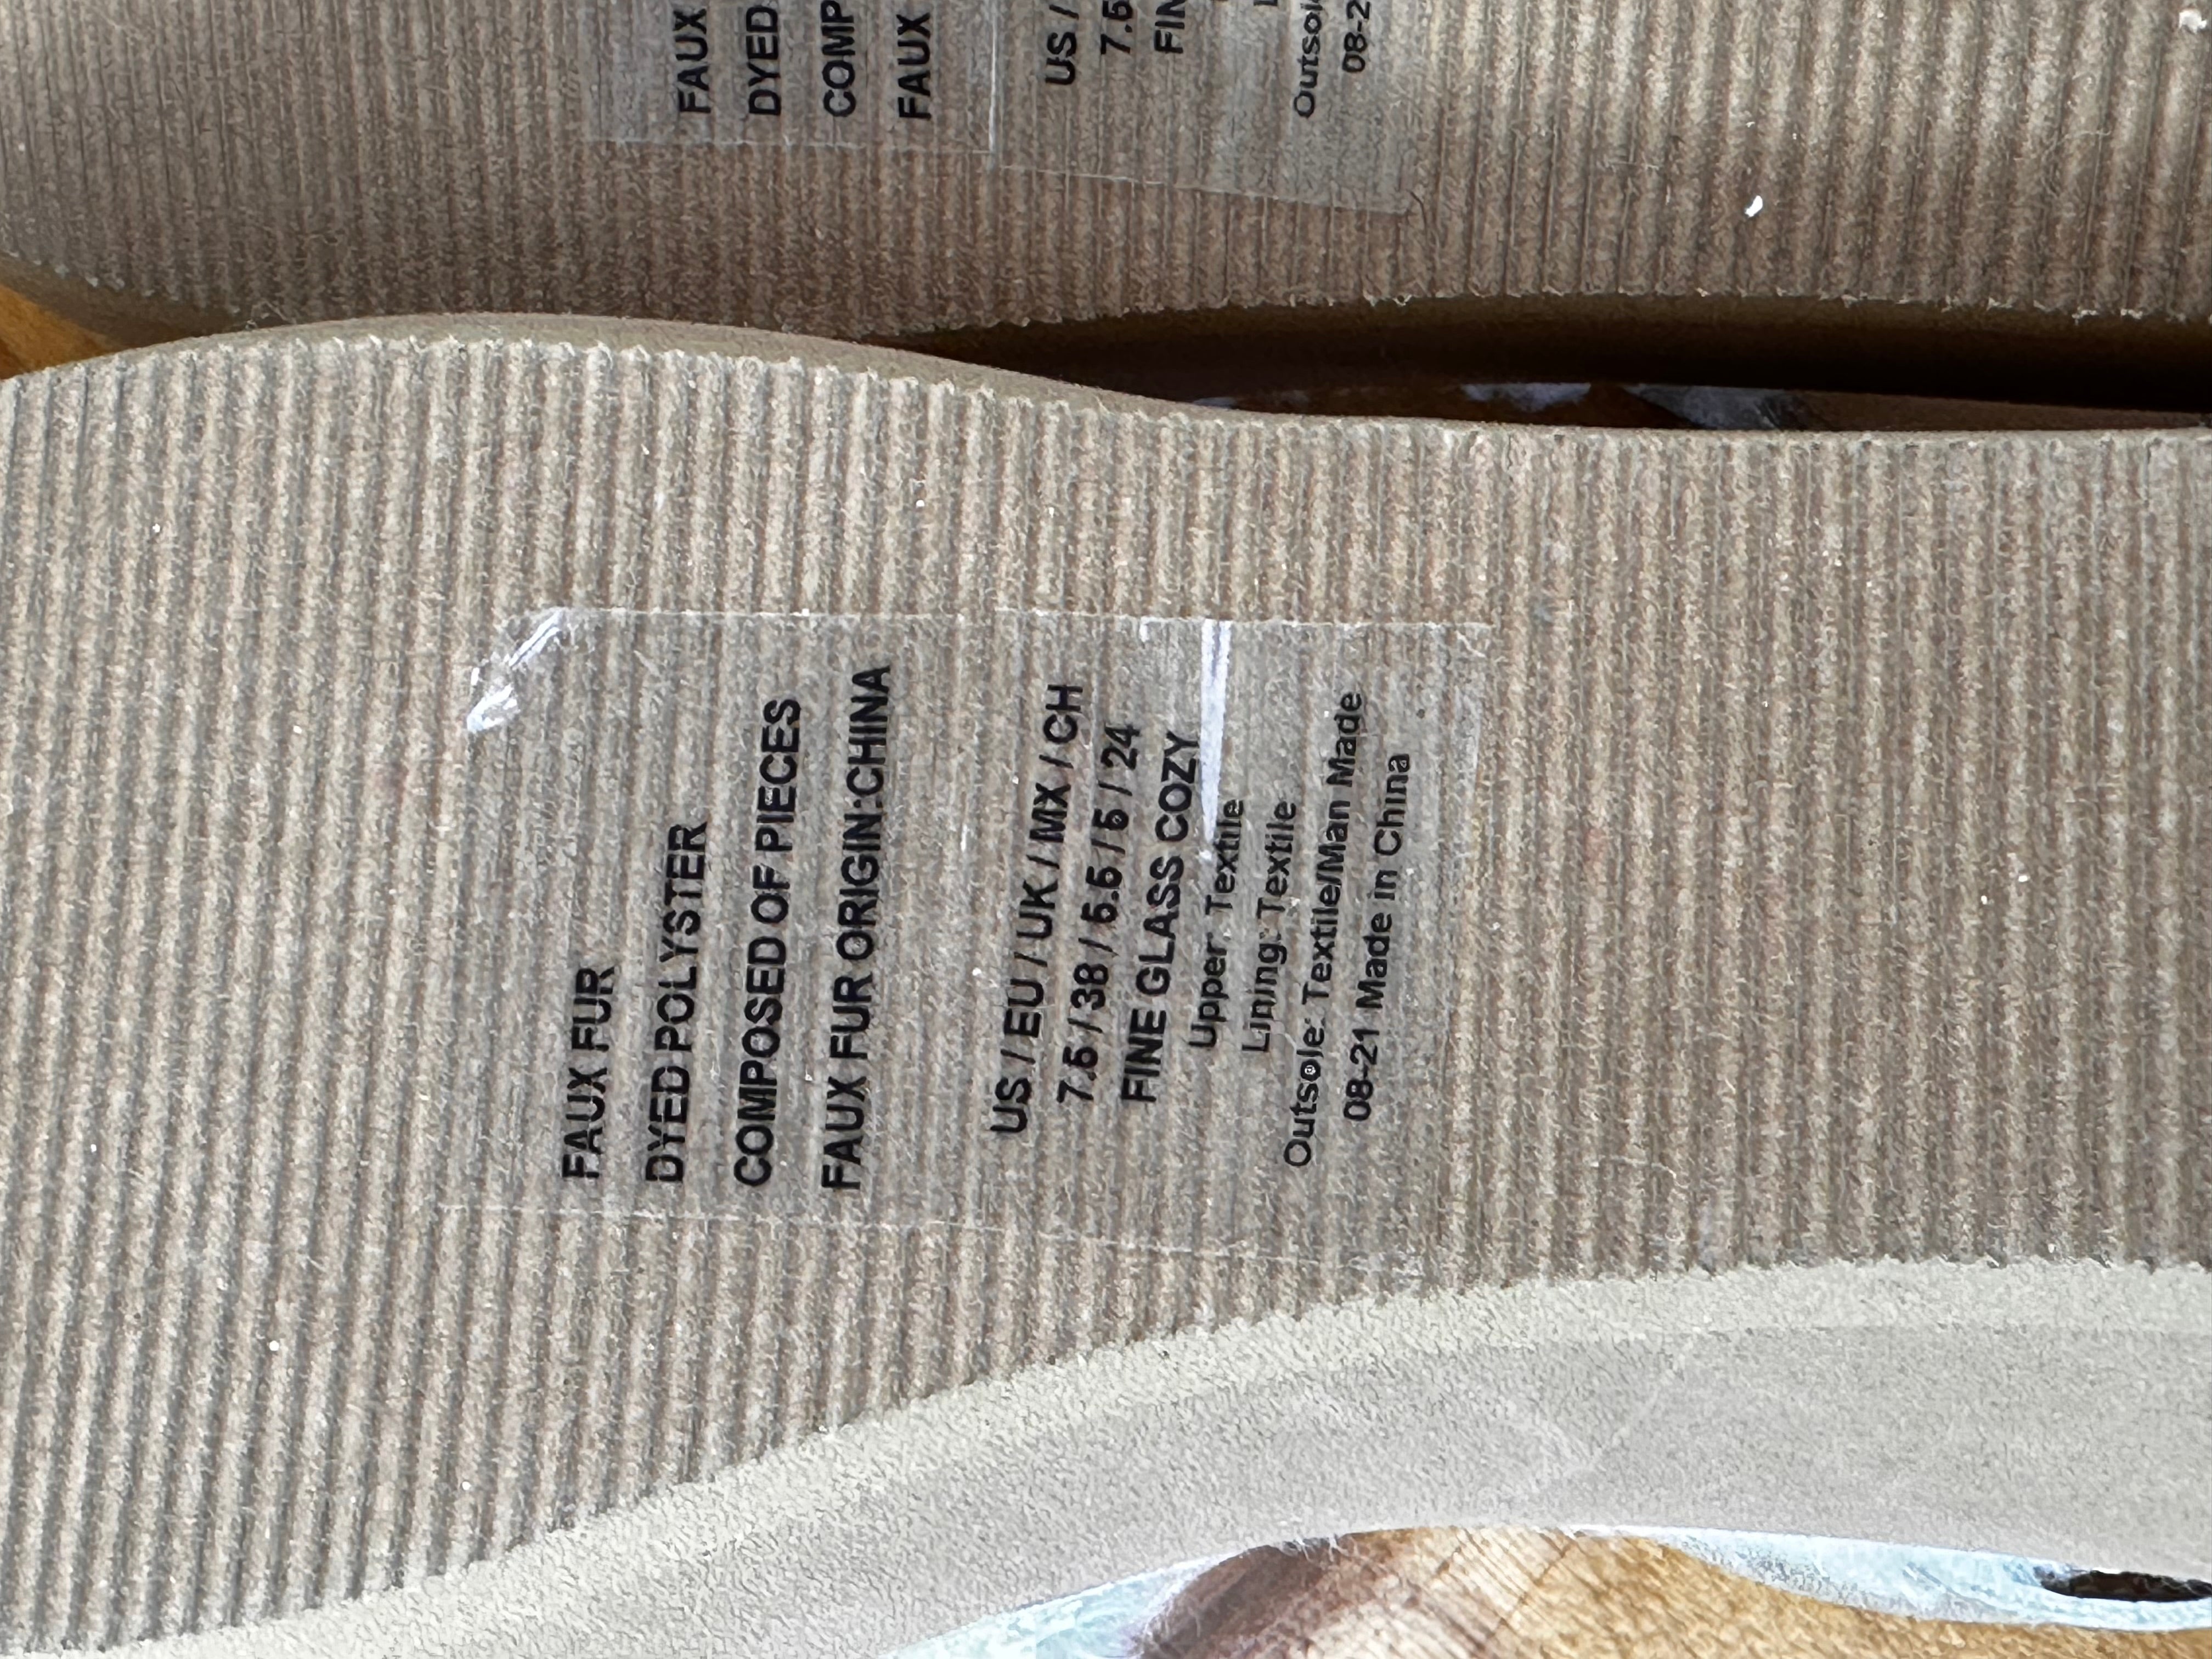 FAUX FUR
DYED POLYSTER
COMPOSED OF PIECES
FAUX FUR ORIGIN:CHINA
US / EU / UK / MX / CH
7.5 / 38 / 5.5 / 5 / 24
FINE GLASS COZY
Upper: Textile
Lining: Textile
Outsole: Textile/Man Made
08-21 Made in China
FAUX
DYED
COMP
FAUX
US /
7.5
FIN
Outsol
08-2